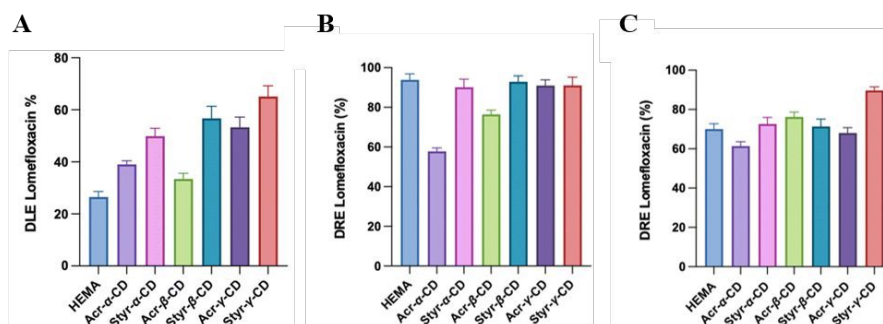 A
DLE Lomefloxacin %
80
60
40
20
0
HEMA
Acr-α-CD
Styr-α-CD
Acr-β-CD
Styr-β-CD
Acr-γ-CD
Styr-γ-CD
B
DRE Lomefloxacin (%)
100
80
60
40
20
0
HEMA
Acr-α-CD
Styr-α-CD
Acr-β-CD
Styr-β-CD
Acr-γ-CD
Styr-γ-CD
C
DRE Lomefloxacin (%)
100
80
60
40
20
0
HEMA
Acr-α-CD
Styr-α-CD
Acr-β-CD
Styr-β-CD
Acr-γ-CD
Styr-γ-CD